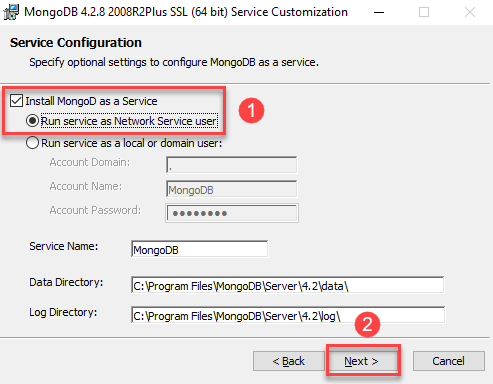 MongoDB 4.2.8 2008R2Plus SSL (64 bit) Service Customization
Service Configuration
Specify optional settings to configure MongoDB as a service.
Install MongoD as a Service
1
Run service as Network Service user
Run service as a local or domain user:
Account Domain:
.
Account Name:
MongoDB
Account Password:
●●●●●●●●
Service Name:
MongoDB
Data Directory:
C:\Program Files\MongoDB\Server\4.2\data\
Log Directory:
C:\Program Files\MongoDB\Server\4.2\log\
2
< Back
Next >
Cancel